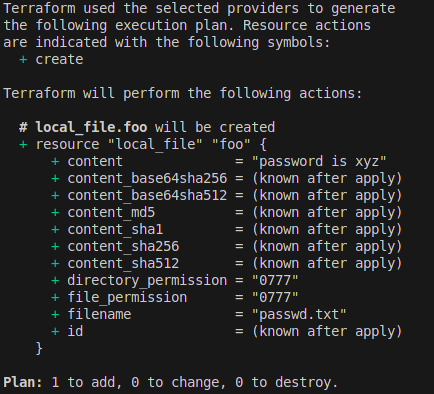 Terraform used the selected providers to generate
the following execution plan. Resource actions
are indicated with the following symbols:
  + create

Terraform will perform the following actions:

  # local_file.foo will be created
  + resource "local_file" "foo" {
      + content              = "password is xyz"
      + content_base64sha256 = (known after apply)
      + content_base64sha512 = (known after apply)
      + content_md5          = (known after apply)
      + content_sha1         = (known after apply)
      + content_sha256       = (known after apply)
      + content_sha512       = (known after apply)
      + directory_permission = "0777"
      + file_permission      = "0777"
      + filename             = "passwd.txt"
      + id                   = (known after apply)
    }

Plan: 1 to add, 0 to change, 0 to destroy.